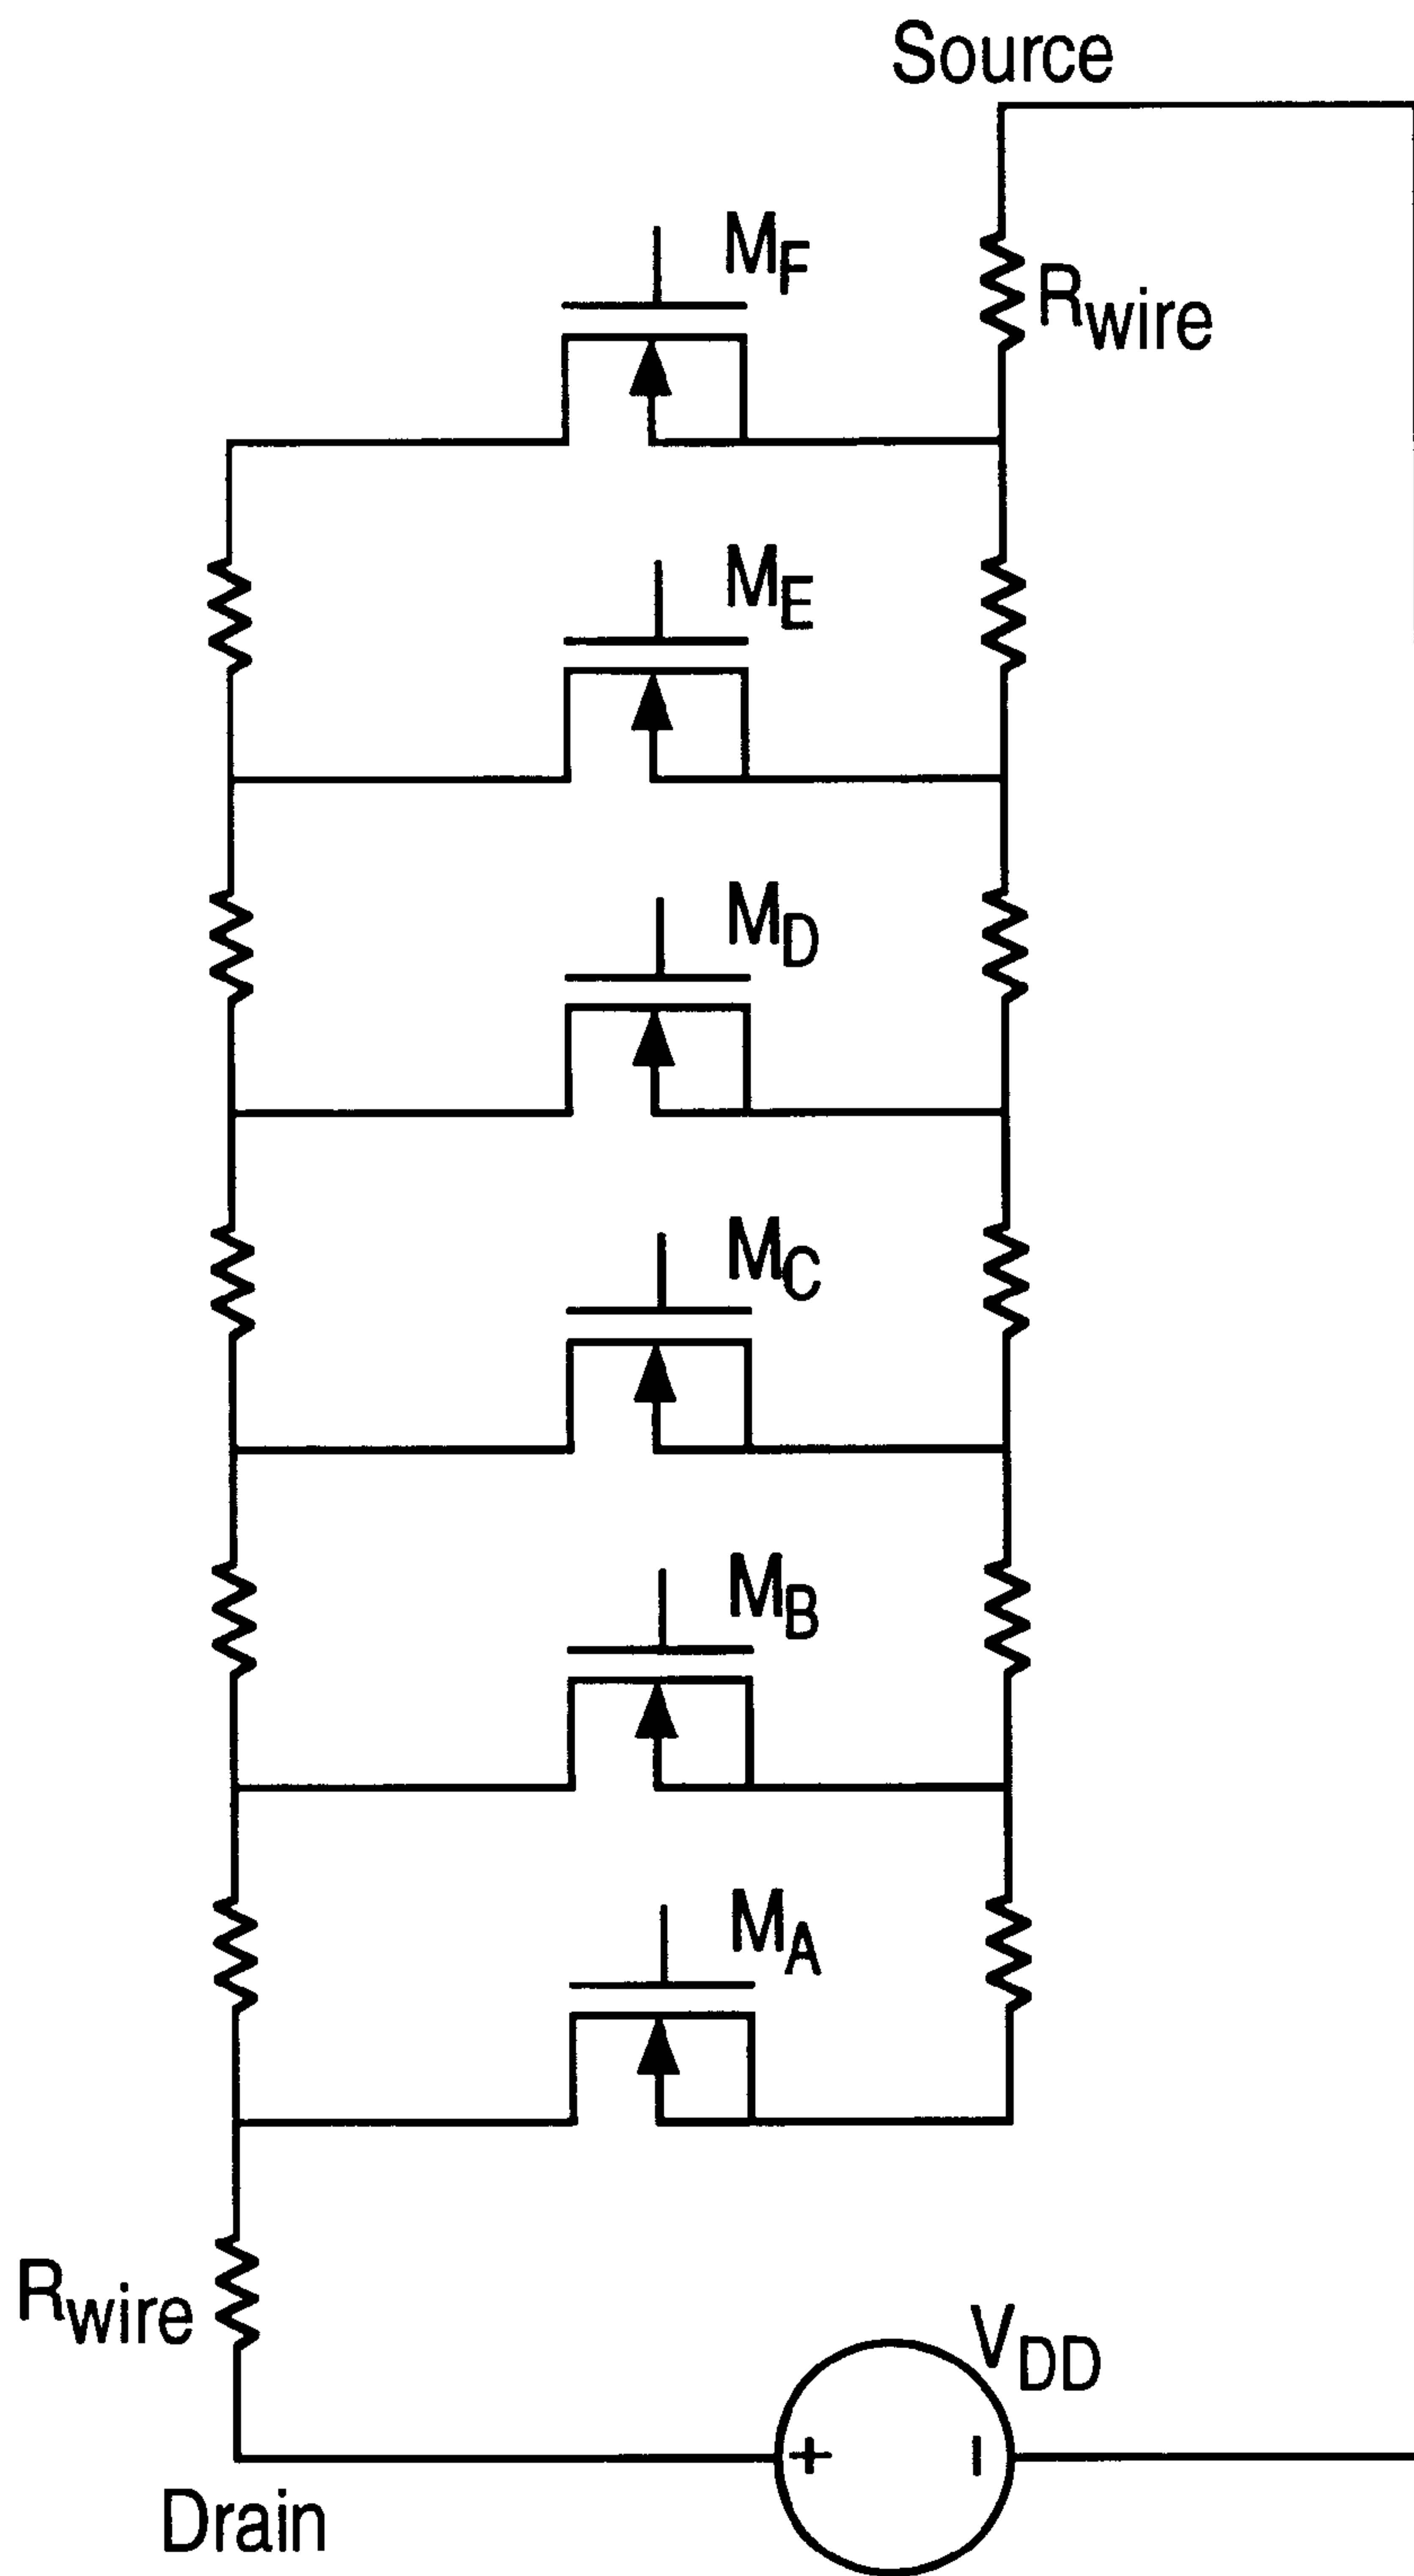 Source
MF
Rwire
ME
MD
MC
MB
MA
Rwire
VDD
+ −
Drain